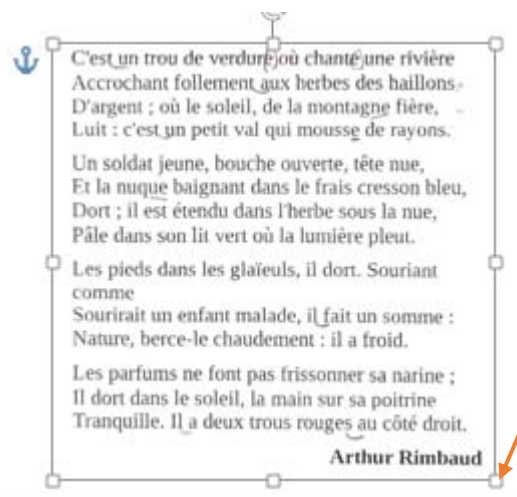 C'est un trou de verdure où chante une rivière
Accrochant follement aux herbes des haillons
D'argent ; où le soleil, de la montagne fière,
Luit : c'est un petit val qui mousse de rayons.
Un soldat jeune, bouche ouverte, tête nue,
Et la nuque baignant dans le frais cresson bleu,
Dort ; il est étendu dans l'herbe sous la nue,
Pâle dans son lit vert où la lumière pleut.
Les pieds dans les glaïeuls, il dort. Souriant
comme
Sourirait un enfant malade, il fait un somme :
Nature, berce-le chaudement : il a froid.
Les parfums ne font pas frissonner sa narine ;
Il dort dans le soleil, la main sur sa poitrine
Tranquille. Il a deux trous rouges au côté droit.
Arthur Rimbaud